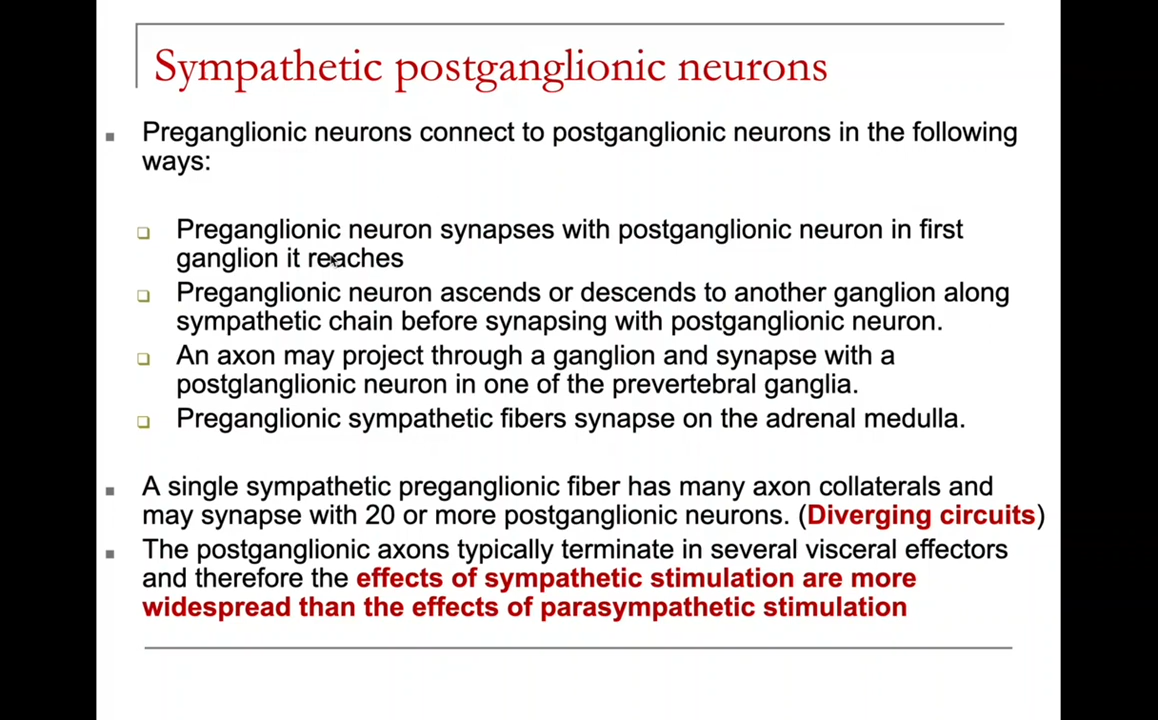 Sympathetic postganglionic neurons
Preganglionic neurons connect to postganglionic neurons in the following
ways:
Preganglionic neuron synapses with postganglionic neuron in first
ganglion it reaches
Preganglionic neuron ascends or descends to another ganglion along
sympathetic chain before synapsing with postganglionic neuron.
An axon may project through a ganglion and synapse with a
postglanglionic neuron in one of the prevertebral ganglia.
Preganglionic sympathetic fibers synapse on the adrenal medulla.
A single sympathetic preganglionic fiber has many axon collaterals and
may synapse with 20 or more postganglionic neurons. (Diverging circuits)
The postganglionic axons typically terminate in several visceral effectors
and therefore the effects of sympathetic stimulation are more
widespread than the effects of parasympathetic stimulation